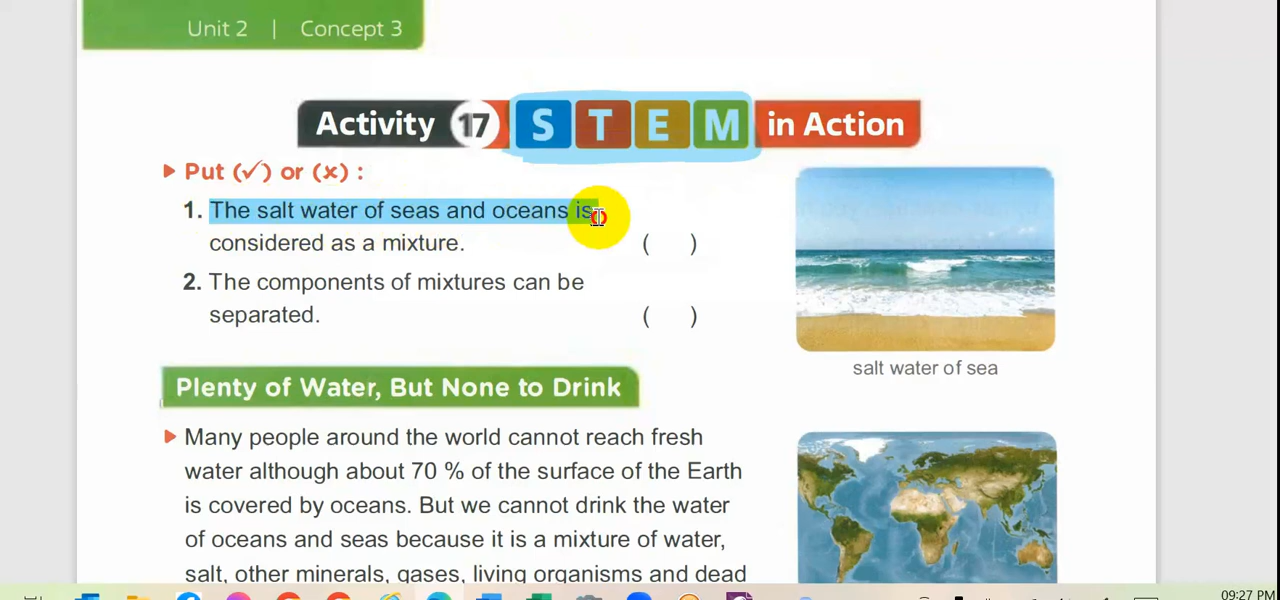 Unit 2 | Concept 3
Activity 17 STEM in Action
Put (✓) or (×) :
1. The salt water of seas and oceans is
considered as a mixture. ( )
2. The components of mixtures can be
separated. ( )
salt water of sea
Plenty of Water, But None to Drink
Many people around the world cannot reach fresh
water although about 70 % of the surface of the Earth
is covered by oceans. But we cannot drink the water
of oceans and seas because it is a mixture of water,
salt, other minerals, gases, living organisms and dead
09:27 PM